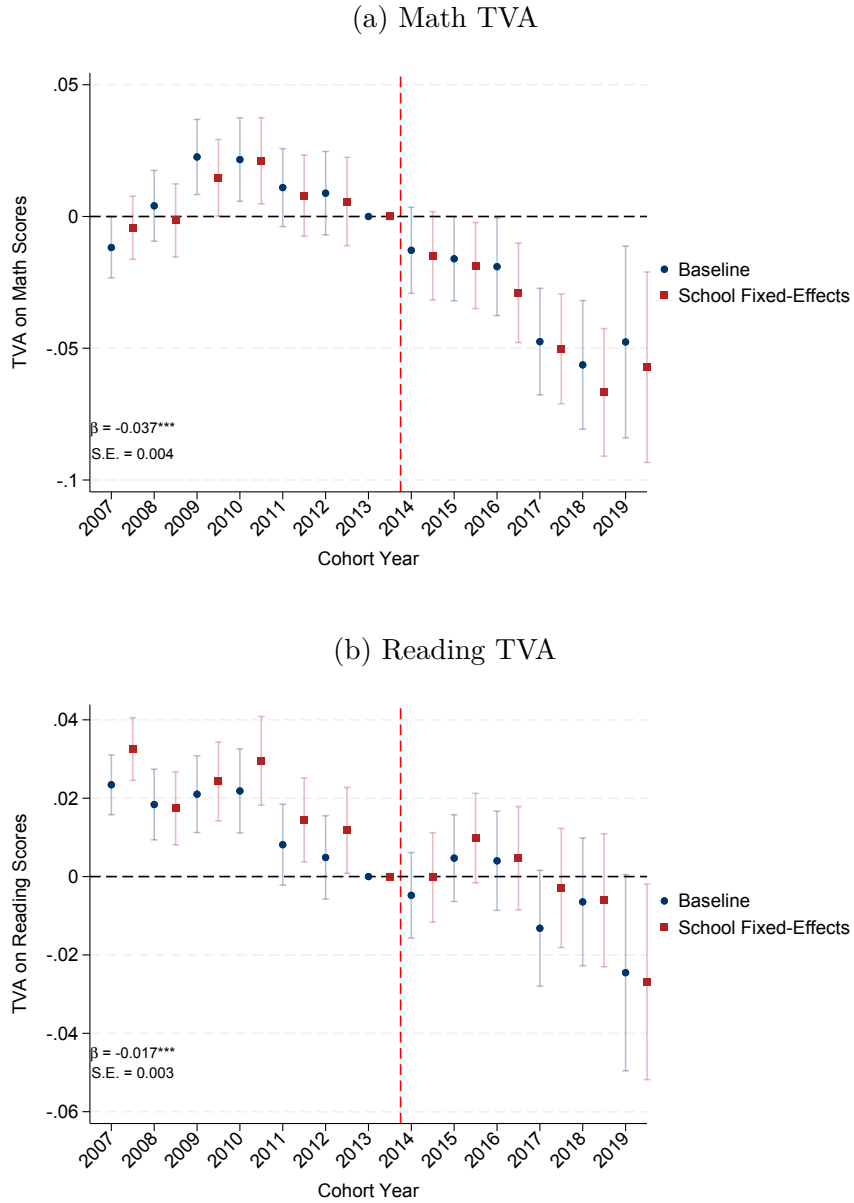 (a) Math TVA
TVA on Math Scores
.05
0
-.05
-.1
β = -0.037***
S.E. = 0.004
2007 2008 2009 2010 2011 2012 2013 2014 2015 2016 2017 2018 2019
Cohort Year
Baseline
School Fixed-Effects
(b) Reading TVA
TVA on Reading Scores
.04
.02
0
-.02
-.04
-.06
β = -0.017***
S.E. = 0.003
2007 2008 2009 2010 2011 2012 2013 2014 2015 2016 2017 2018 2019
Cohort Year
Baseline
School Fixed-Effects